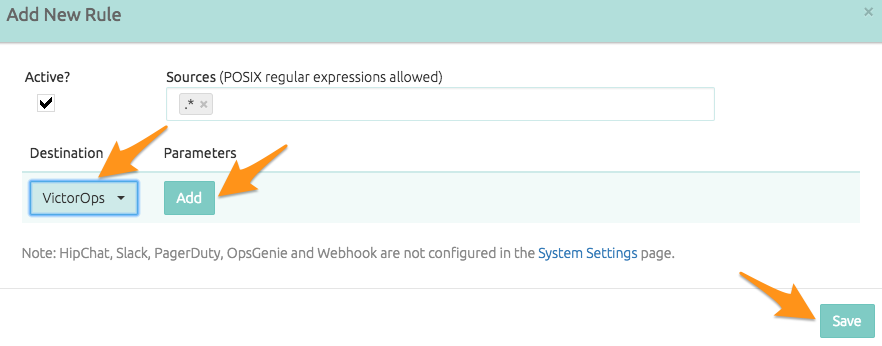 Add New Rule ×
Active? Sources (POSIX regular expressions allowed)
.* ×
Destination Parameters
VictorOps Add
Note: HipChat, Slack, PagerDuty, OpsGenie and Webhook are not configured in the System Settings page.
Save